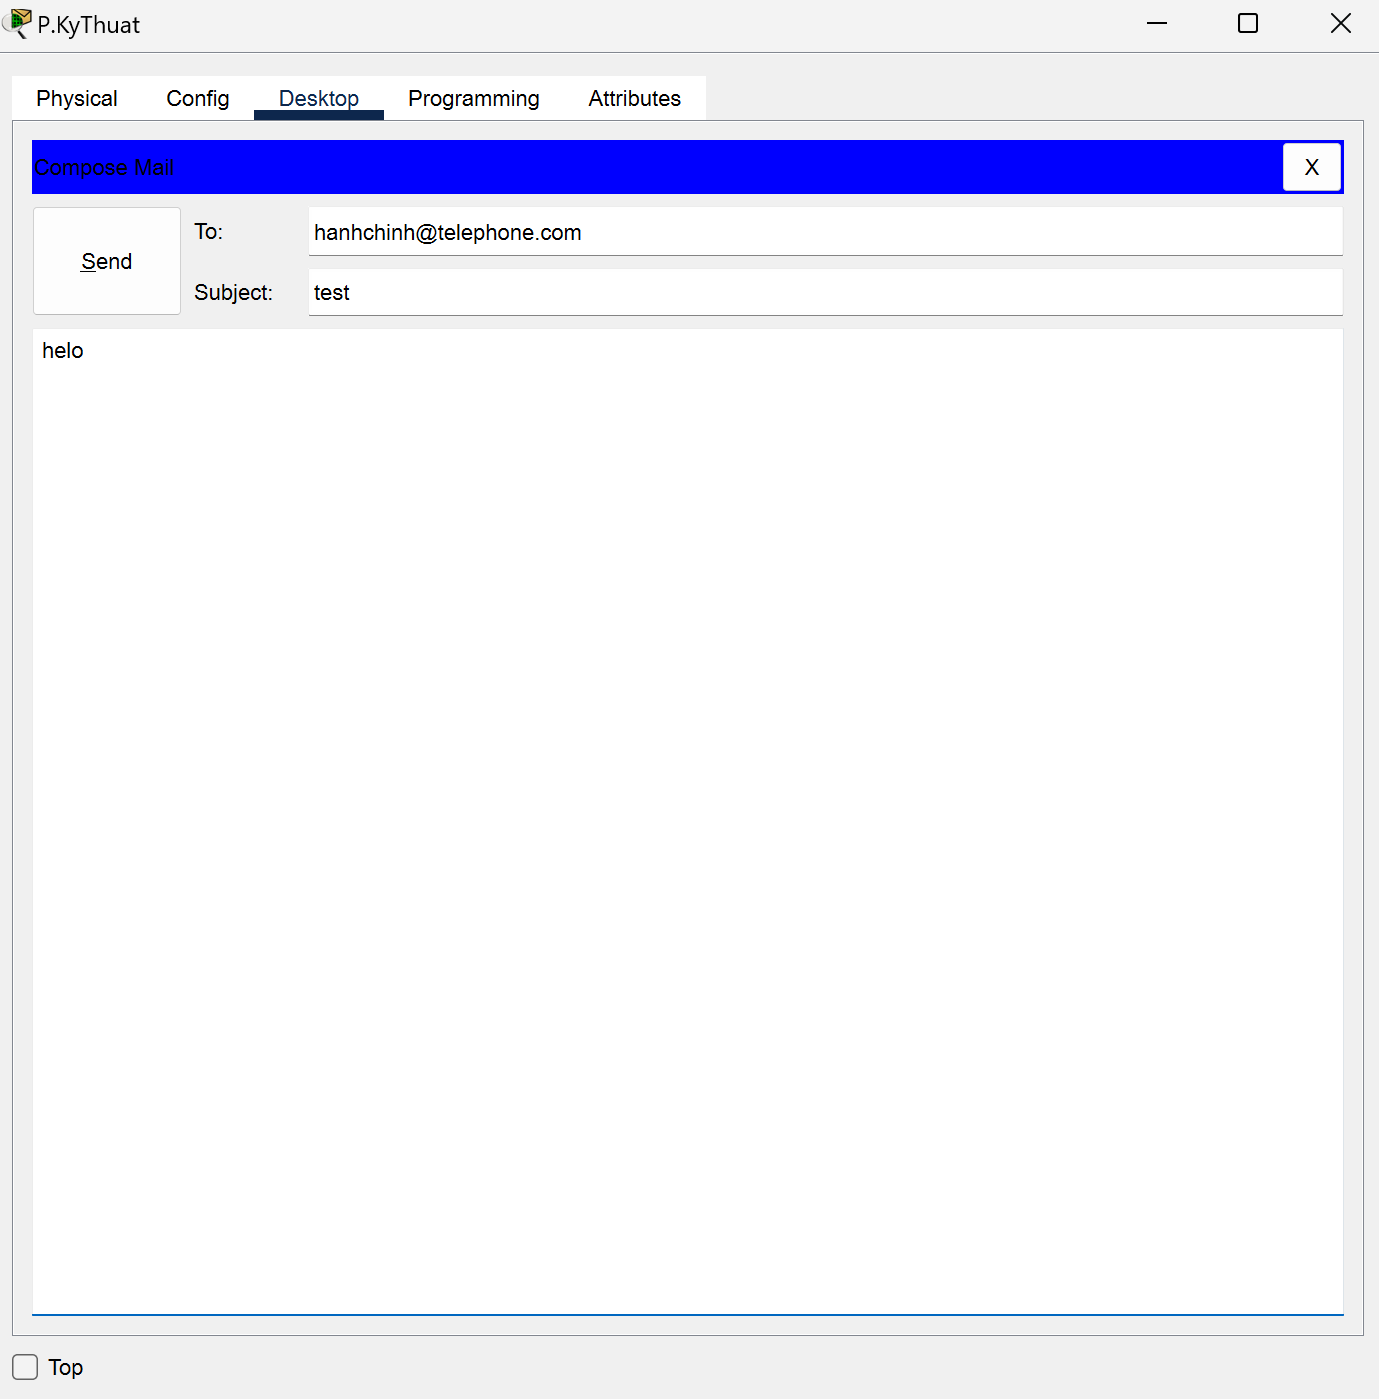 P.KyThuat
Physical Config Desktop Programming Attributes
Compose Mail
X
Send
To: hanhchinh@telephone.com
Subject: test
helo
Top